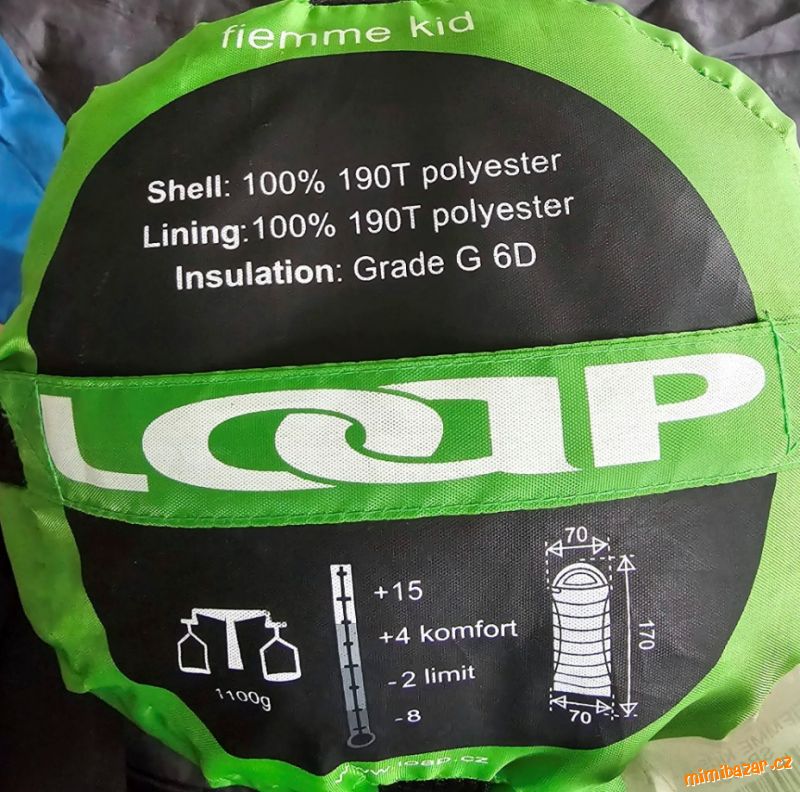 fiemme kid
Shell: 100% 190T polyester
Lining:100% 190T polyester
Insulation: Grade G 6D
LOAP
1100g
+15
+4 komfort
-2 limit
-8
70
170
70
www.loap.cz
mimibazar.cz